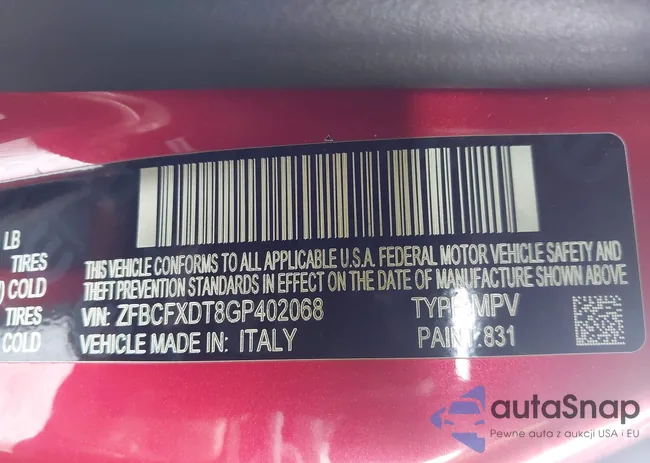 LB
TIRES
COLD
TIRES
COLD
THIS VEHICLE CONFORMS TO ALL APPLICABLE U.S.A. FEDERAL MOTOR VEHICLE SAFETY AND
THEFT PREVENTION STANDARDS IN EFFECT ON THE DATE OF MANUFACTURE SHOWN ABOVE
VIN: ZFBCFXDT8GP402068 TYPE: MPV
VEHICLE MADE IN: ITALY PAINT: 831
autaSnap
Pewne auta z aukcji USA i EU